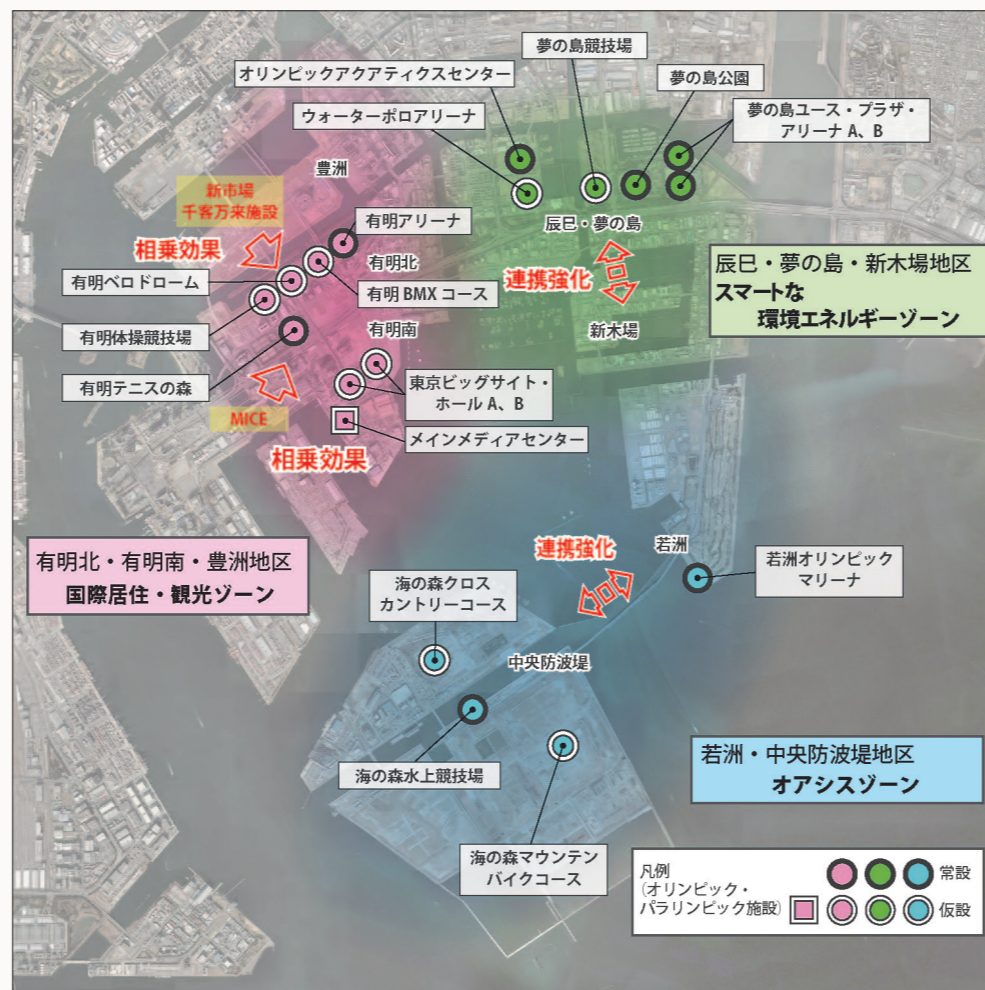 夢の島競技場
オリンピックアクアティクスセンター
夢の島公園
ウォーターポロアリーナ
夢の島ユース・プラザ・
アリーナ A、B
豊洲
新市場
千客万来施設
相乗効果
有明アリーナ
辰巳・夢の島
有明北
有明ベロドローム
有明 BMX コース
連携強化
辰巳・夢の島・新木場地区
スマートな
環境エネルギーゾーン
有明体操競技場
有明南
新木場
有明テニスの森
東京ビッグサイト・
ホール A、B
MICE
メインメディアセンター
相乗効果
有明北・有明南・豊洲地区
国際居住・観光ゾーン
連携強化
若洲
若洲オリンピック
マリーナ
海の森クロス
カントリーコース
中央防波堤
海の森水上競技場
若洲・中央防波堤地区
オアシスゾーン
海の森マウンテン
バイクコース
凡例
(オリンピック・
パラリンピック施設)
常設
仮設